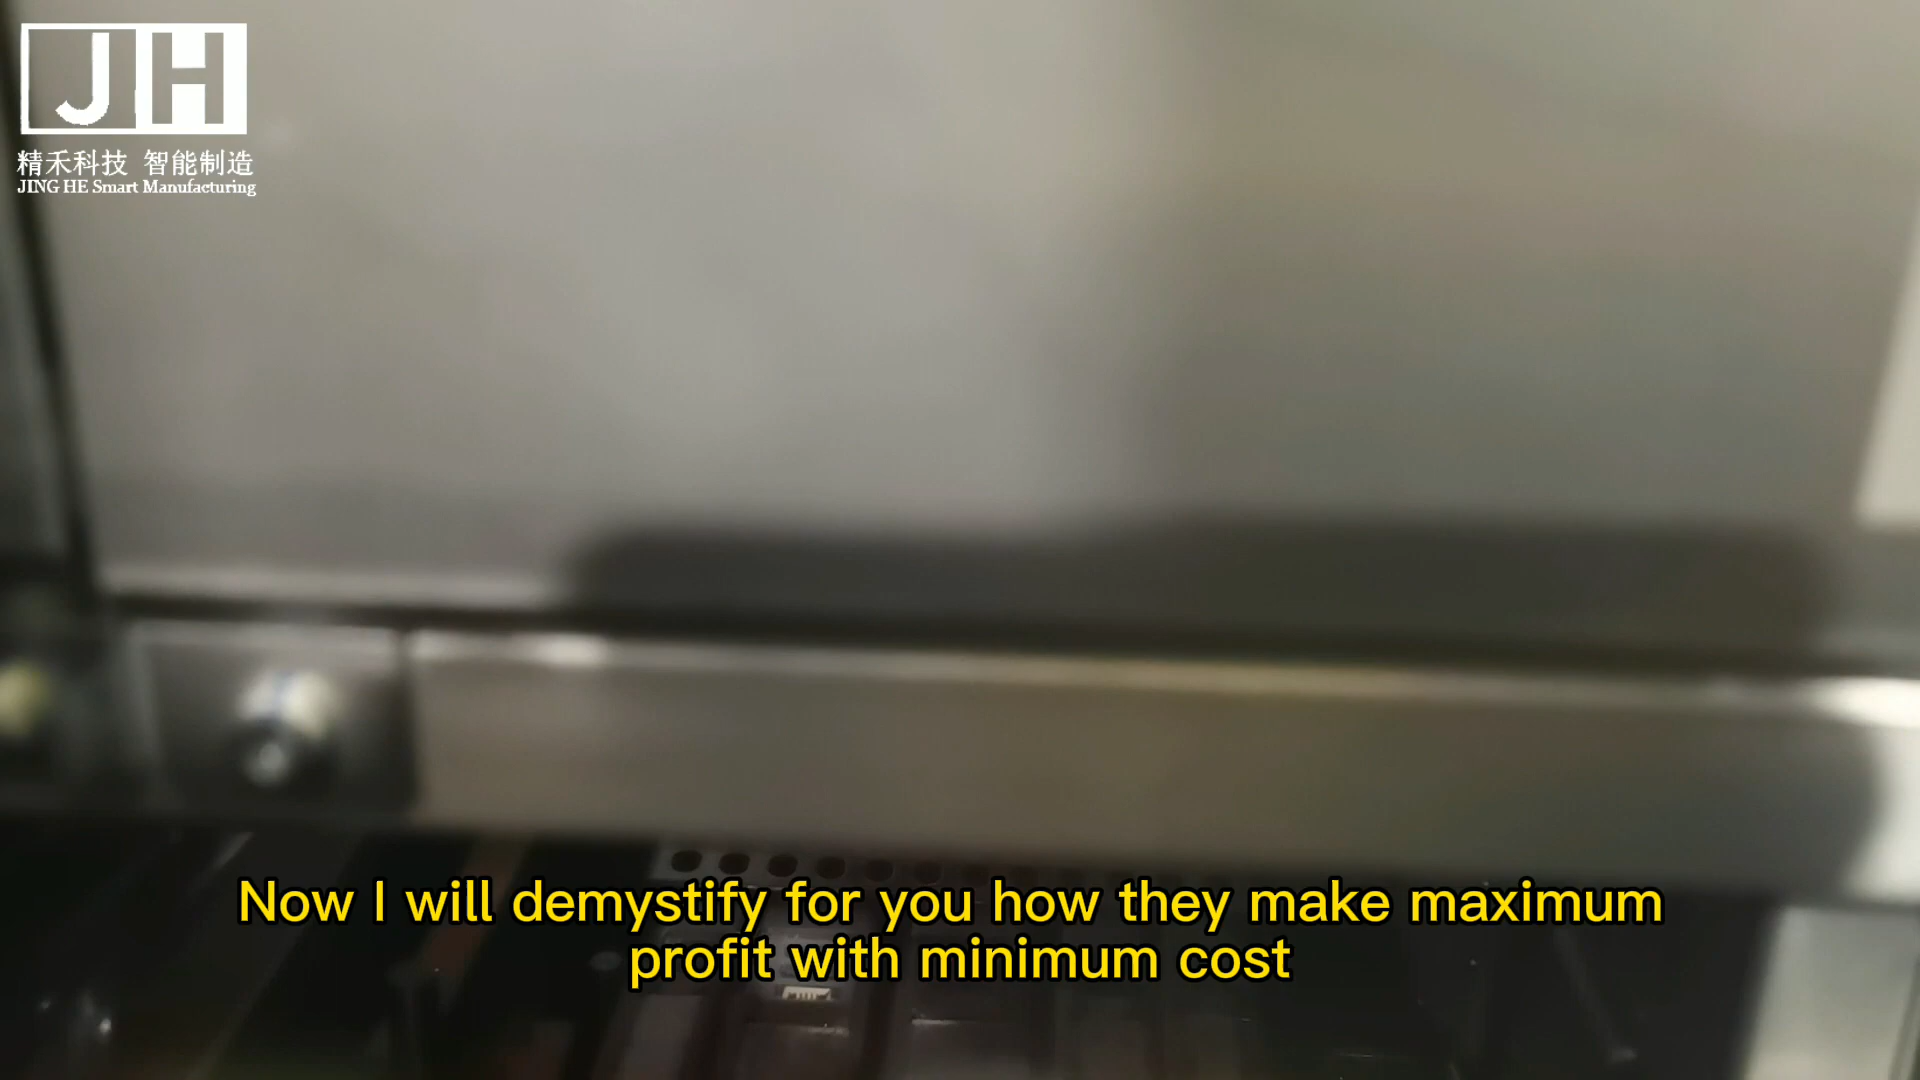 JH
精禾科技 智能制造
JING HE Smart Manufacturing
Now I will demystify for you how they make maximum
profit with minimum cost